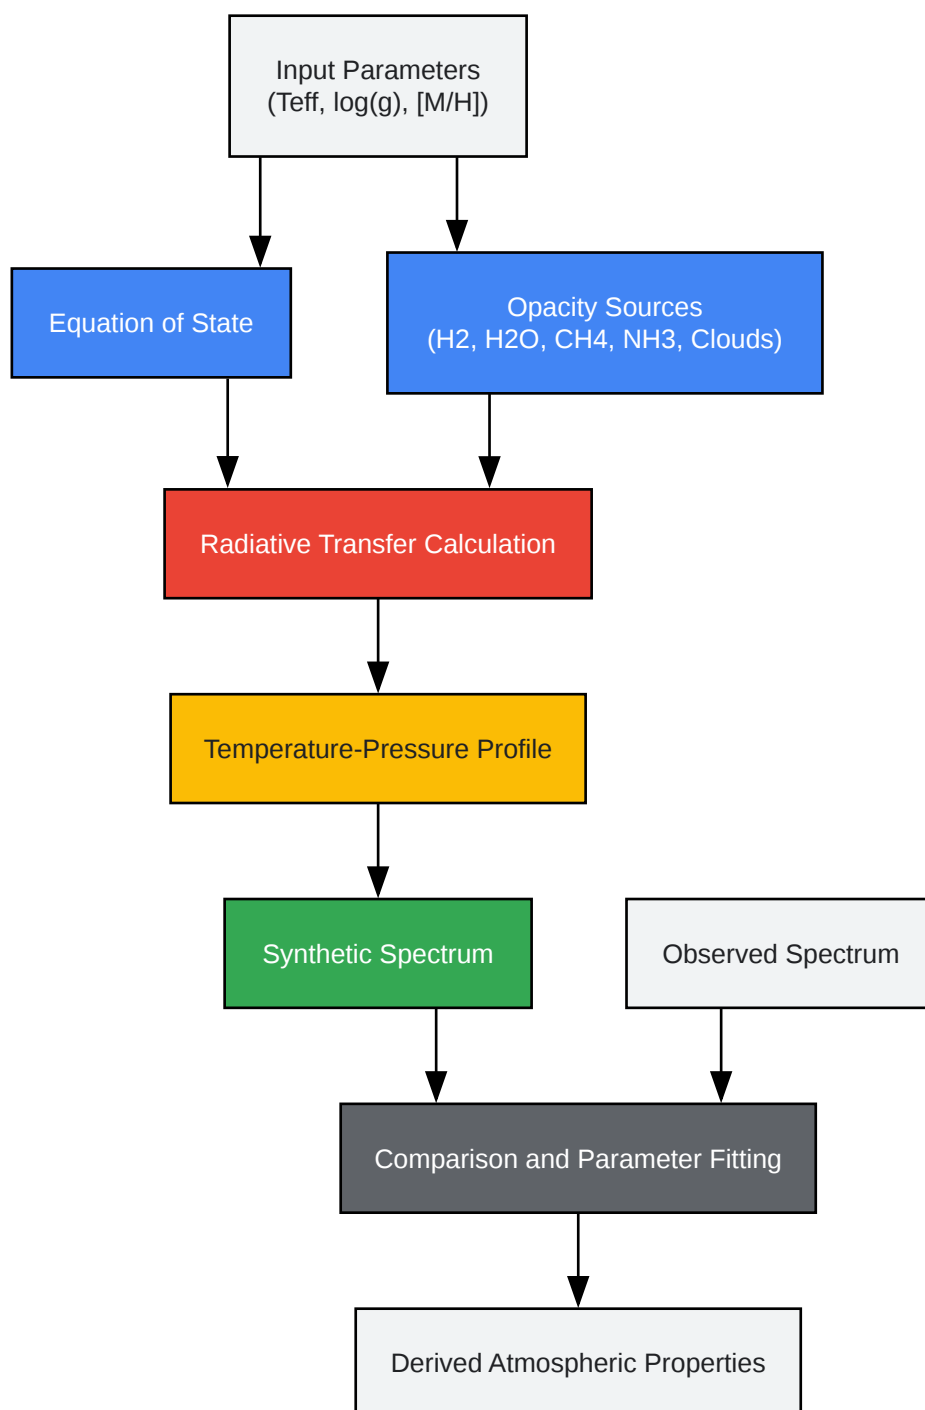 Input Parameters
(Teff, log(g), [M/H])
Equation of State
Opacity Sources
(H2, H2O, CH4, NH3, Clouds)
Radiative Transfer Calculation
Temperature-Pressure Profile
Synthetic Spectrum
Observed Spectrum
Comparison and Parameter Fitting
Derived Atmospheric Properties